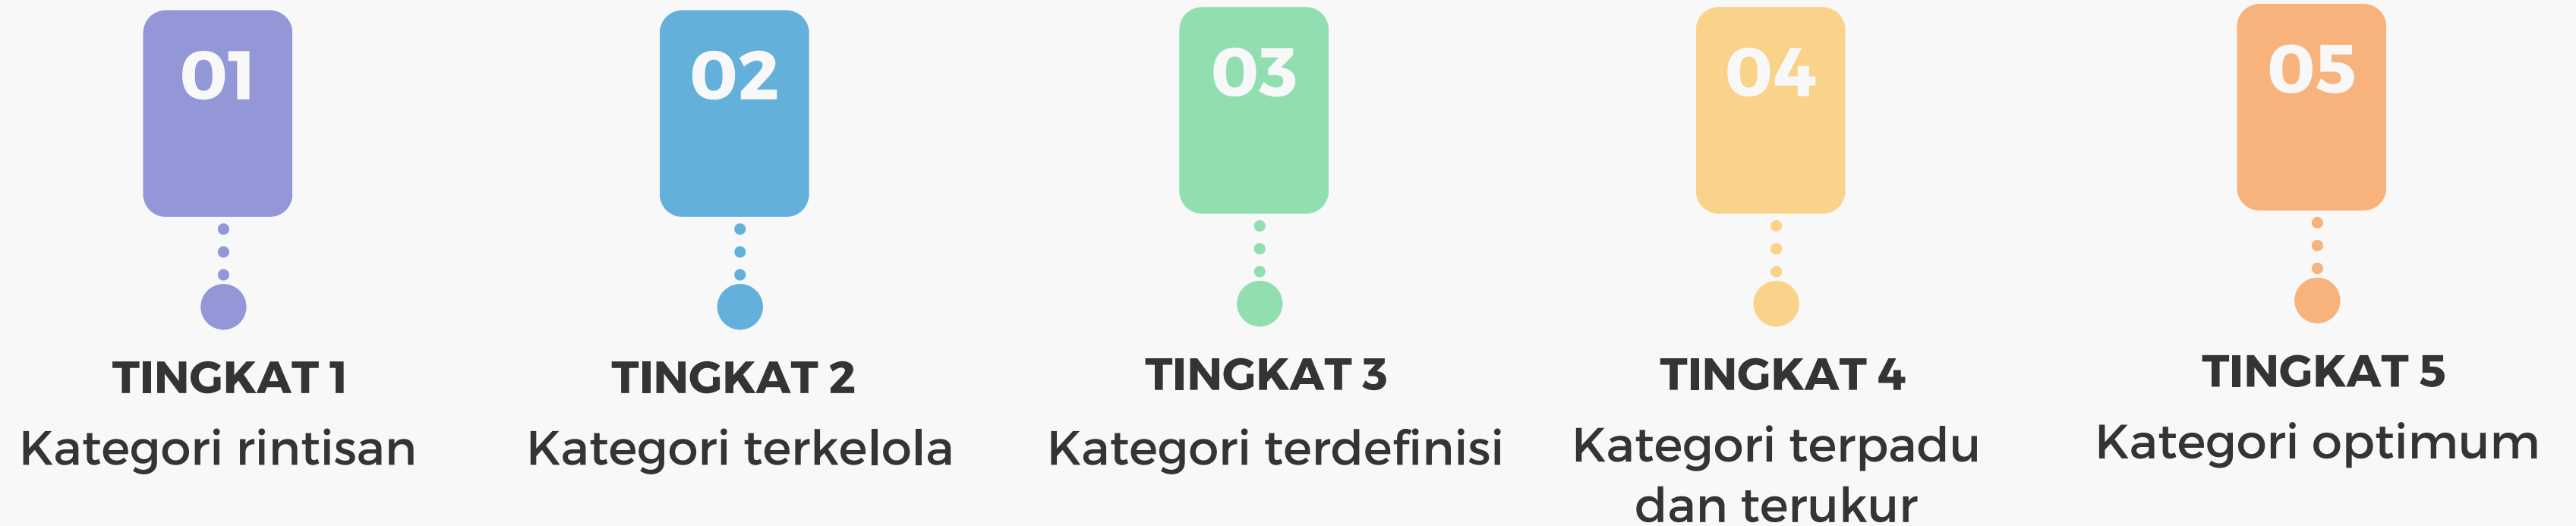 01
TINGKAT 1
Kategori rintisan
02
TINGKAT 2
Kategori terkelola
03
TINGKAT 3
Kategori terdefinisi
04
TINGKAT 4
Kategori terpadu
dan terukur
05
TINGKAT 5
Kategori optimum